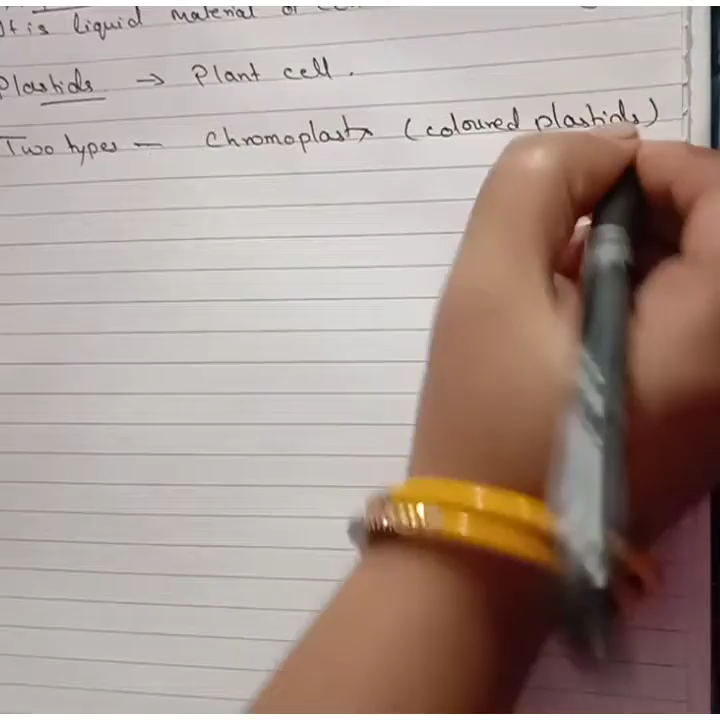 It is liquid material of
Plastids → Plant cell.
Two types - Chromoplasts (coloured plastids)